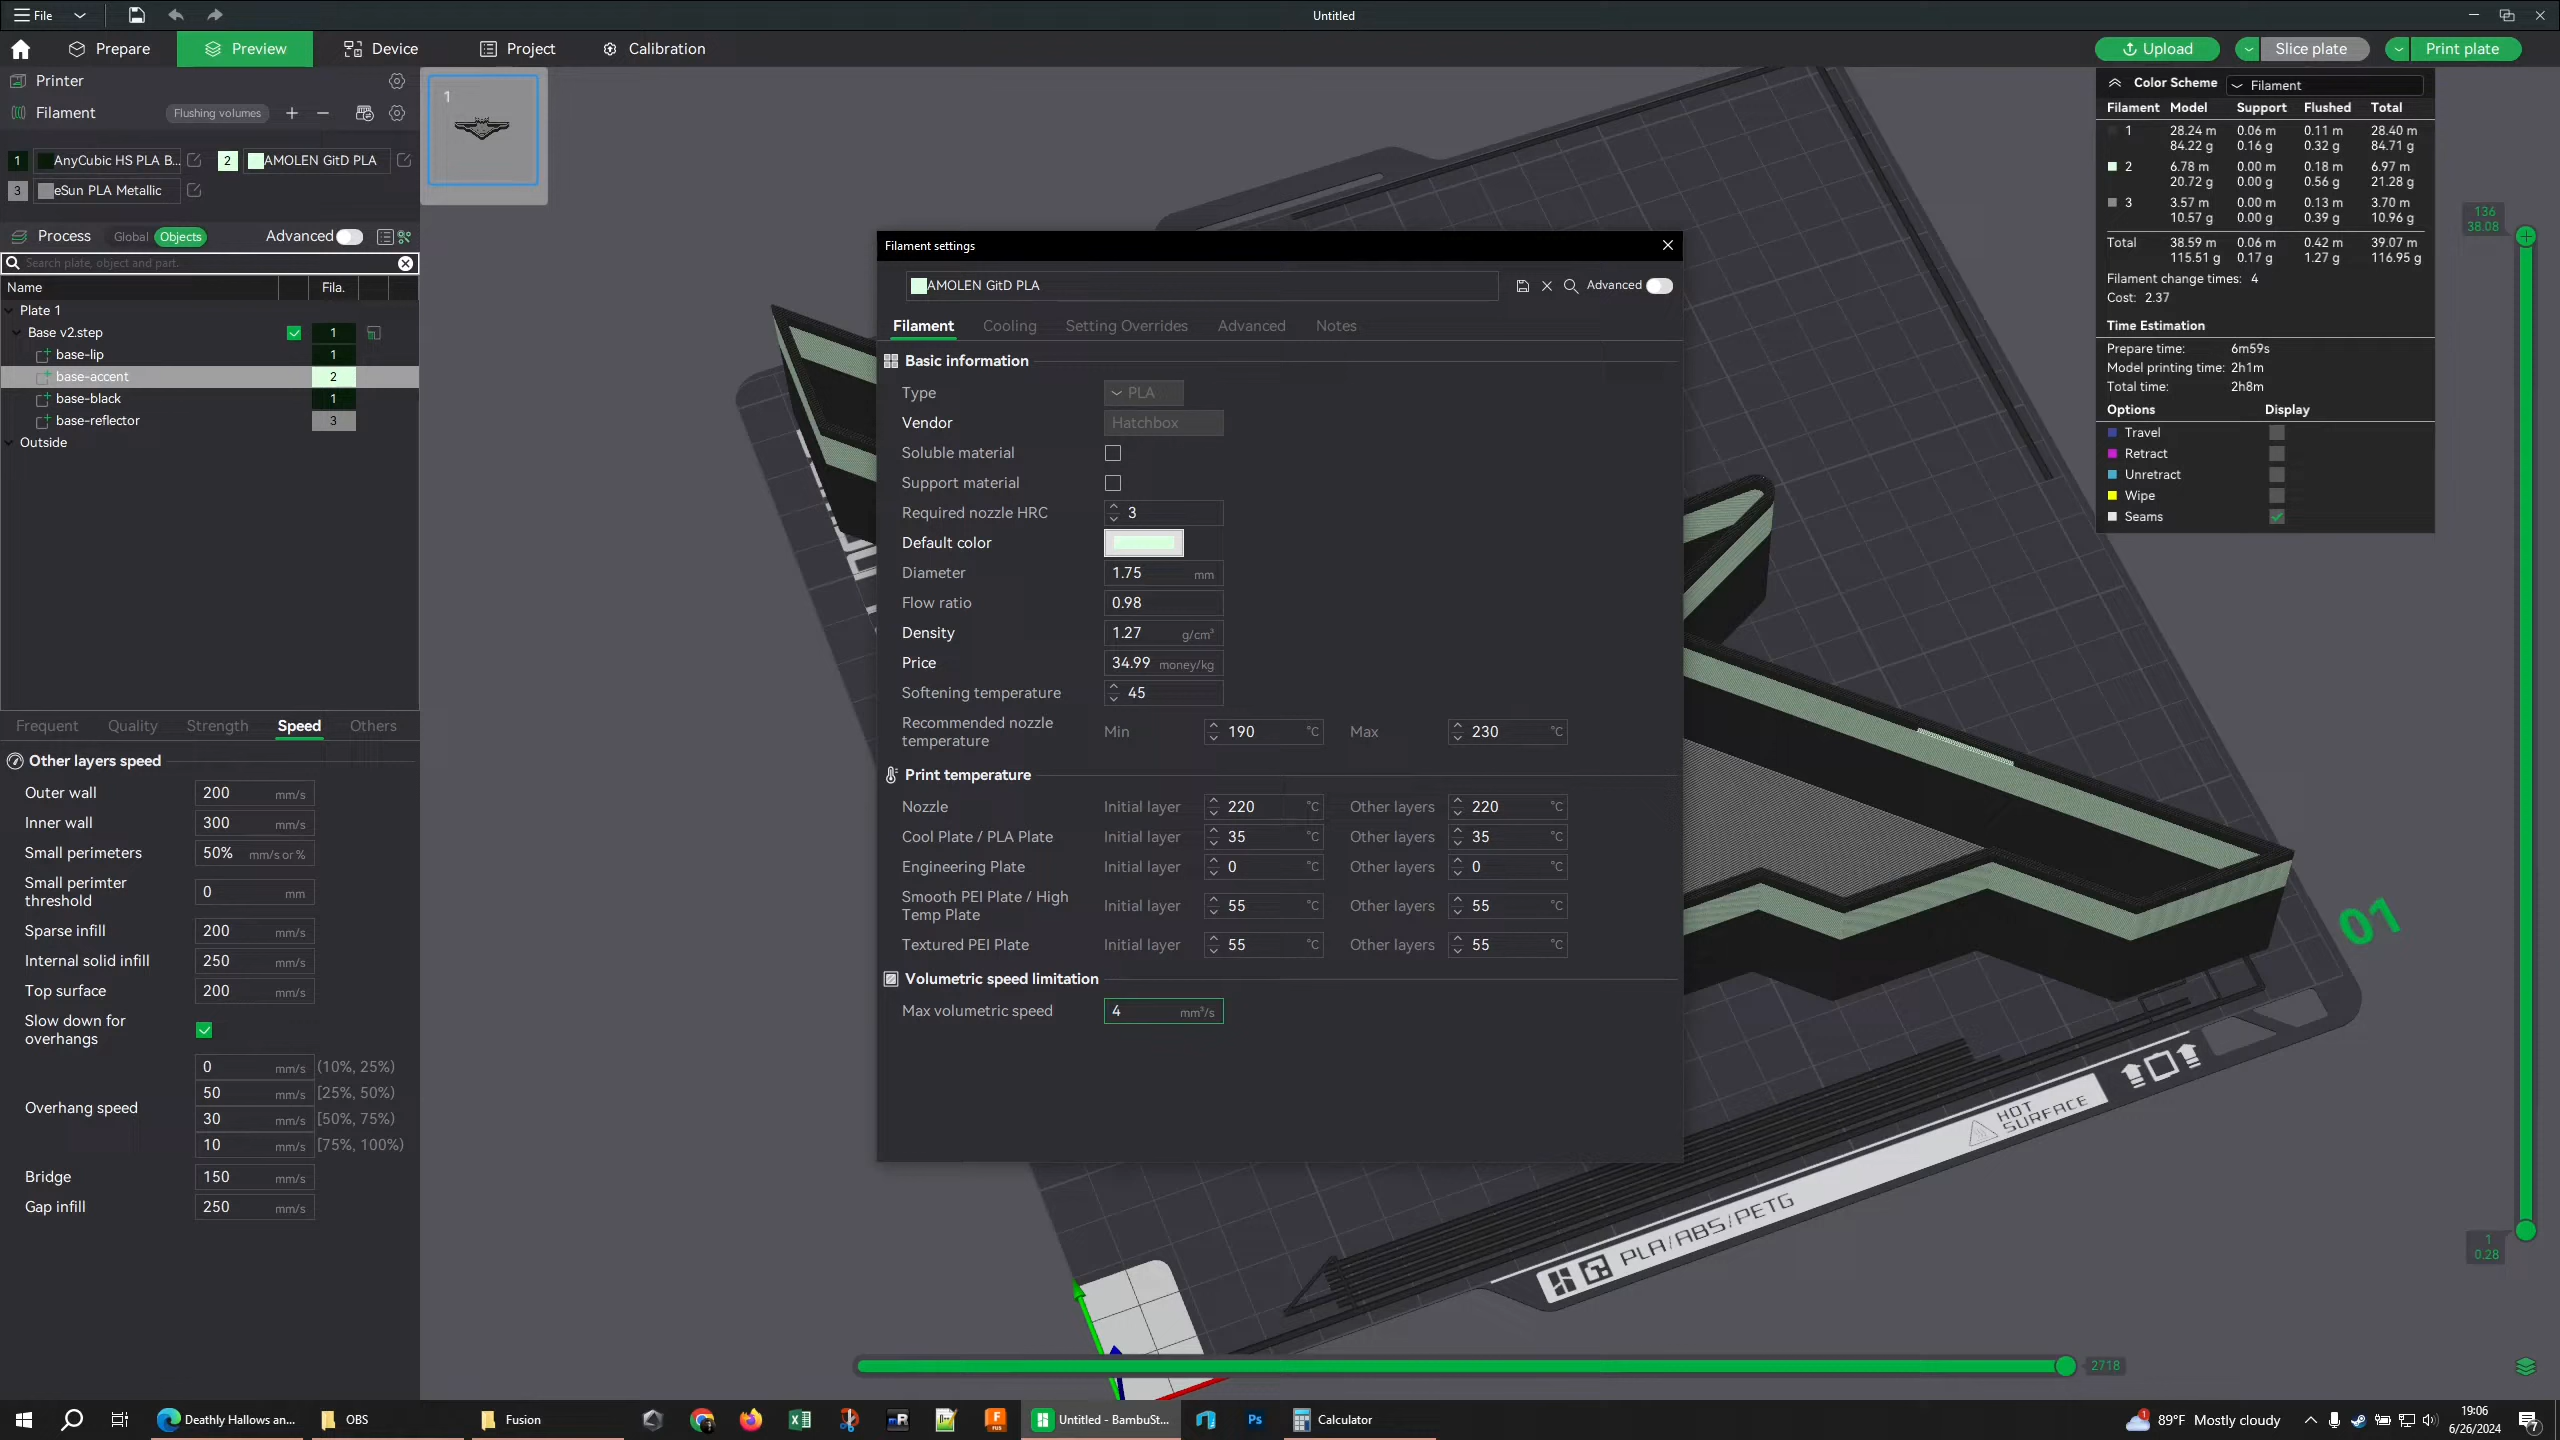 File
Untitled
Prepare
Preview
Device
Project
Calibration
Upload
Slice plate
Print plate
Printer
Filament
Flushing volumes
1 AnyCubic HS PLA B... 2 AMOLEN GitD PLA
3 eSun PLA Metallic
Process Global Objects Advanced
Search plate, object and part.
Name Fila.
Plate 1
Base v2.step 1
base-lip 1
base-accent 2
base-black 1
base-reflector 3
Outside
Frequent Quality Strength Speed Others
Other layers speed
Outer wall 200 mm/s
Inner wall 300 mm/s
Small perimeters 50% mm/s or %
Small perimter
threshold 0 mm
Sparse infill 200 mm/s
Internal solid infill 250 mm/s
Top surface 200 mm/s
Slow down for
overhangs
0 mm/s (10%, 25%)
50 mm/s [25%, 50%)
Overhang speed
30 mm/s [50%, 75%)
10 mm/s [75%, 100%)
Bridge 150 mm/s
Gap infill 250 mm/s
1
Filament settings
AMOLEN GitD PLA Advanced
Filament Cooling Setting Overrides Advanced Notes
Basic information
Type PLA
Vendor Hatchbox
Soluble material
Support material
Required nozzle HRC 3
Default color
Diameter 1.75 mm
Flow ratio 0.98
Density 1.27 g/cm³
Price 34.99 money/kg
Softening temperature 45
Recommended nozzle
temperature Min 190 °C Max 230 °C
Print temperature
Nozzle Initial layer 220 °C Other layers 220 °C
Cool Plate / PLA Plate Initial layer 35 °C Other layers 35 °C
Engineering Plate Initial layer 0 °C Other layers 0 °C
Smooth PEI Plate / High
Temp Plate Initial layer 55 °C Other layers 55 °C
Textured PEI Plate Initial layer 55 °C Other layers 55 °C
Volumetric speed limitation
Max volumetric speed 4 mm³/s
Color Scheme Filament
Filament Model Support Flushed Total
1 28.24 m 0.06 m 0.11 m 28.40 m
84.22 g 0.16 g 0.32 g 84.71 g
2 6.78 m 0.00 m 0.18 m 6.97 m
20.72 g 0.00 g 0.56 g 21.28 g
3 3.57 m 0.00 m 0.13 m 3.70 m
10.57 g 0.00 g 0.39 g 10.96 g
Total 38.59 m 0.06 m 0.42 m 39.07 m
115.51 g 0.17 g 1.27 g 116.95 g
Filament change times: 4
Cost: 2.37
Time Estimation
Prepare time: 6m59s
Model printing time: 2h1m
Total time: 2h8m
Options Display
Travel
Retract
Unretract
Wipe
Seams
136
38.08
01
HOT
SURFACE
PLA/ABS/PETG
1
0.28
2718
Deathly Hallows an...
OBS
Fusion
Untitled - BambuSt...
Calculator
89°F Mostly cloudy
19:06
6/26/2024
7